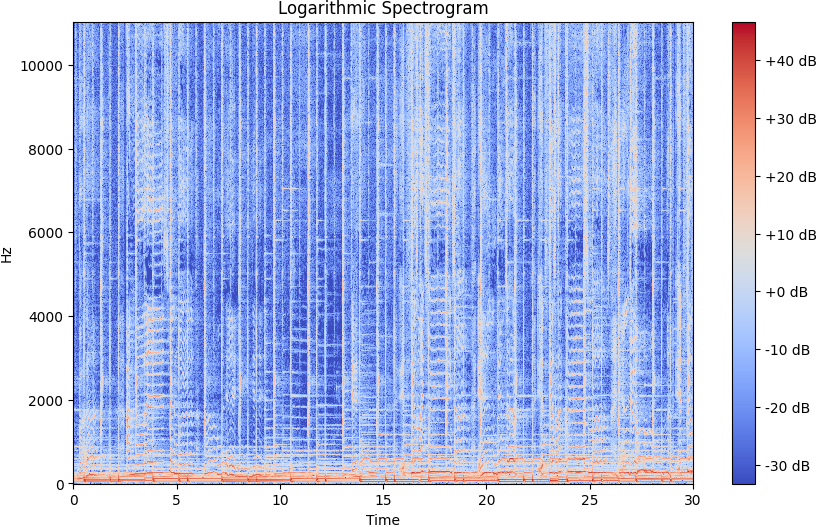 Logarithmic Spectrogram
10000
8000
6000
4000
2000
0
Hz
0 5 10 15 20 25 30
Time
+40 dB
+30 dB
+20 dB
+10 dB
+0 dB
-10 dB
-20 dB
-30 dB